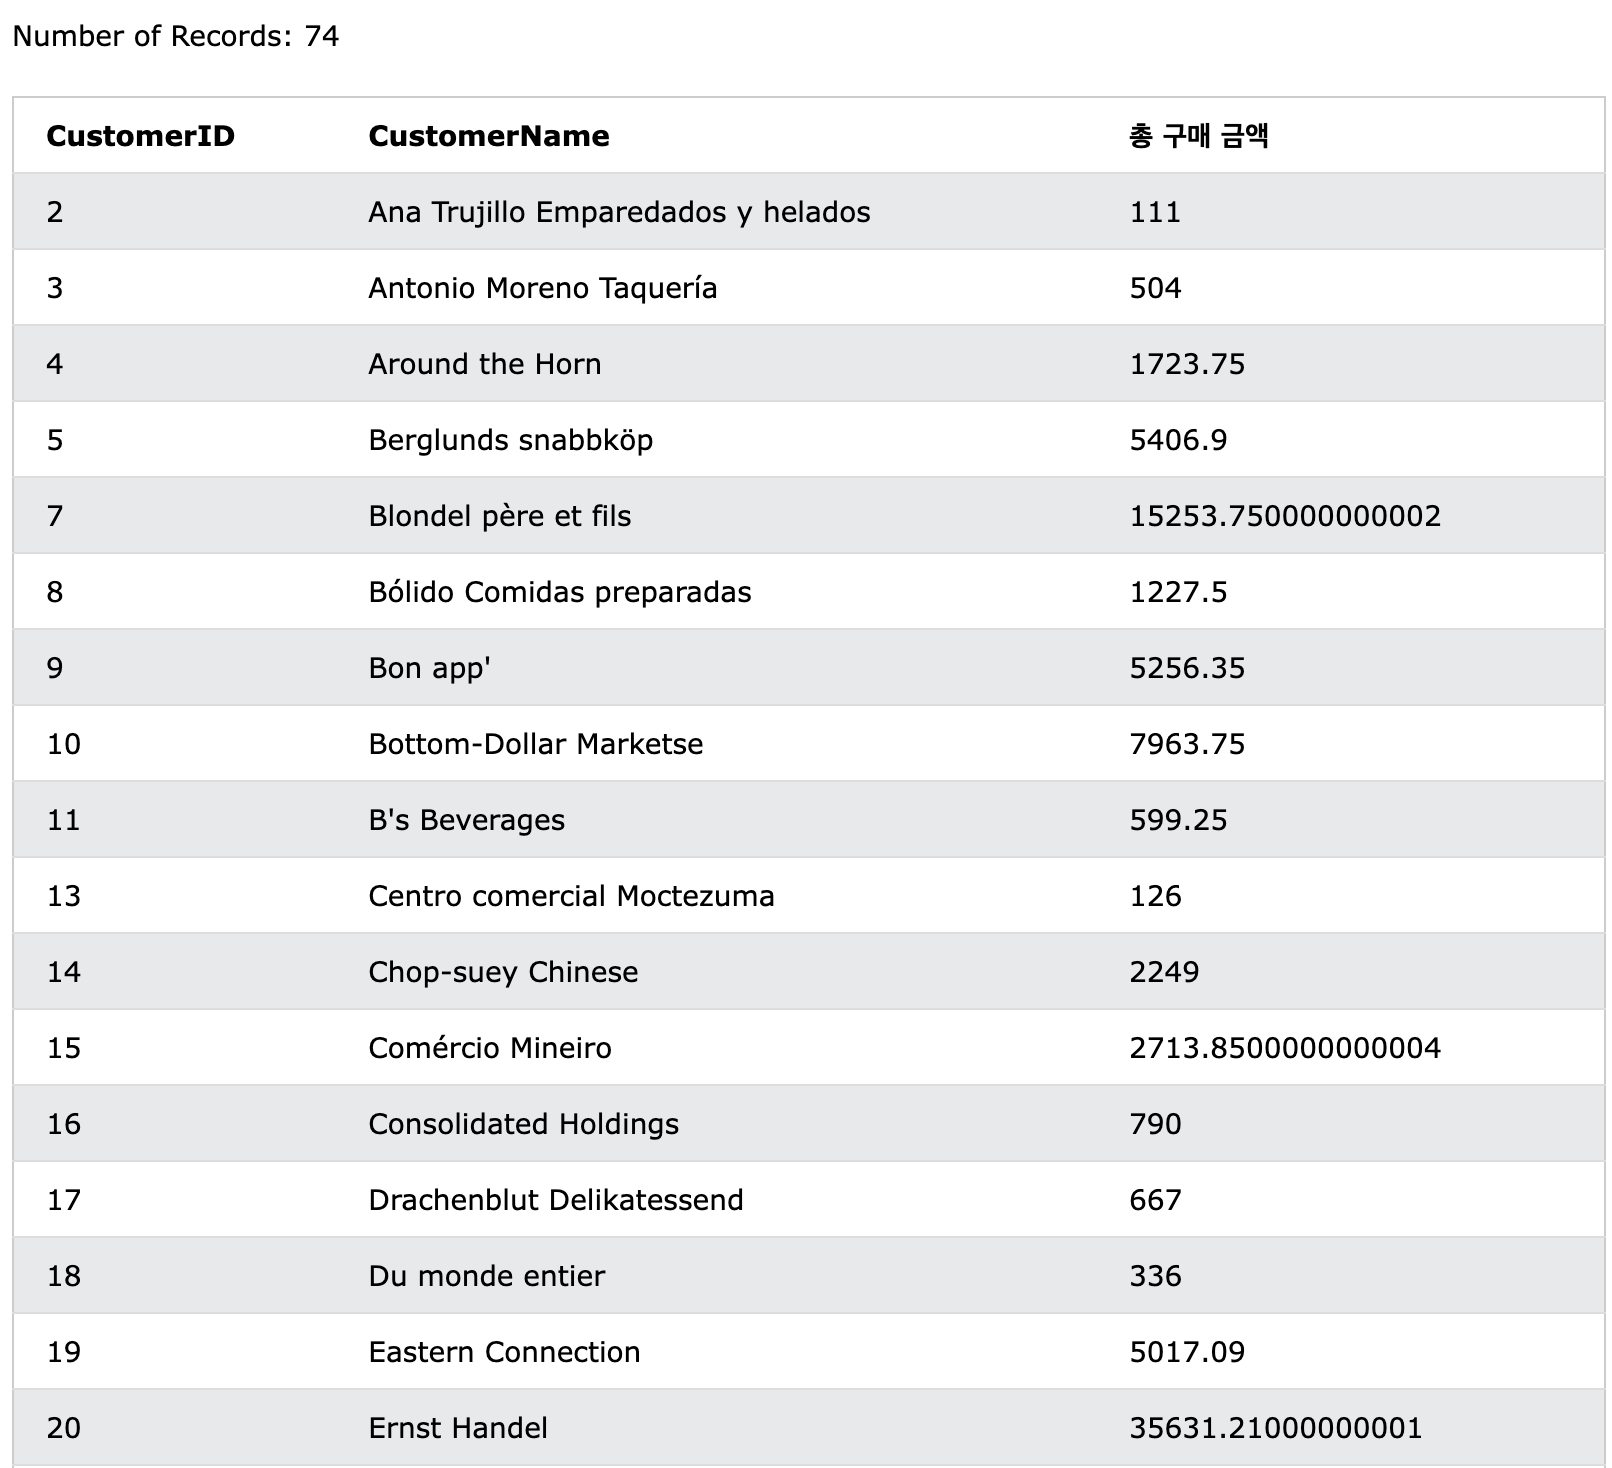 Number of Records: 74
CustomerID CustomerName 총 구매 금액
2 Ana Trujillo Emparedados y helados 111
3 Antonio Moreno Taquería 504
4 Around the Horn 1723.75
5 Berglunds snabbköp 5406.9
7 Blondel père et fils 15253.750000000002
8 Bólido Comidas preparadas 1227.5
9 Bon app' 5256.35
10 Bottom-Dollar Marketse 7963.75
11 B's Beverages 599.25
13 Centro comercial Moctezuma 126
14 Chop-suey Chinese 2249
15 Comércio Mineiro 2713.8500000000004
16 Consolidated Holdings 790
17 Drachenblut Delikatessend 667
18 Du monde entier 336
19 Eastern Connection 5017.09
20 Ernst Handel 35631.21000000001